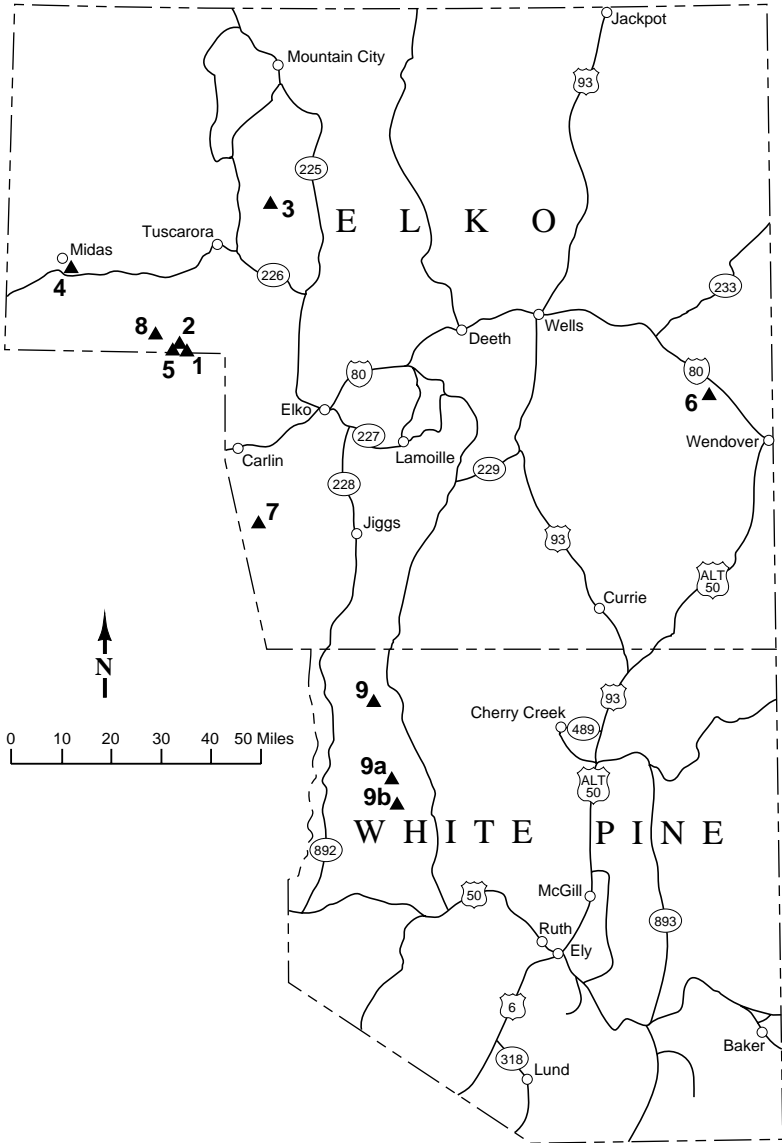 Jackpot
Mountain City
93
225
3
E L K O
Tuscarora
Midas
4
226
233
8
2
5
1
Deeth
Wells
80
80
6
Elko
227
Lamoille
Wendover
Carlin
229
228
7
Jiggs
93
ALT
50
Currie
N
9
93
Cherry Creek
489
0 10 20 30 40 50 Miles
9a
ALT
50
9b
W H I T E P I N E
892
McGill
50
893
Ruth
Ely
6
Baker
318
Lund